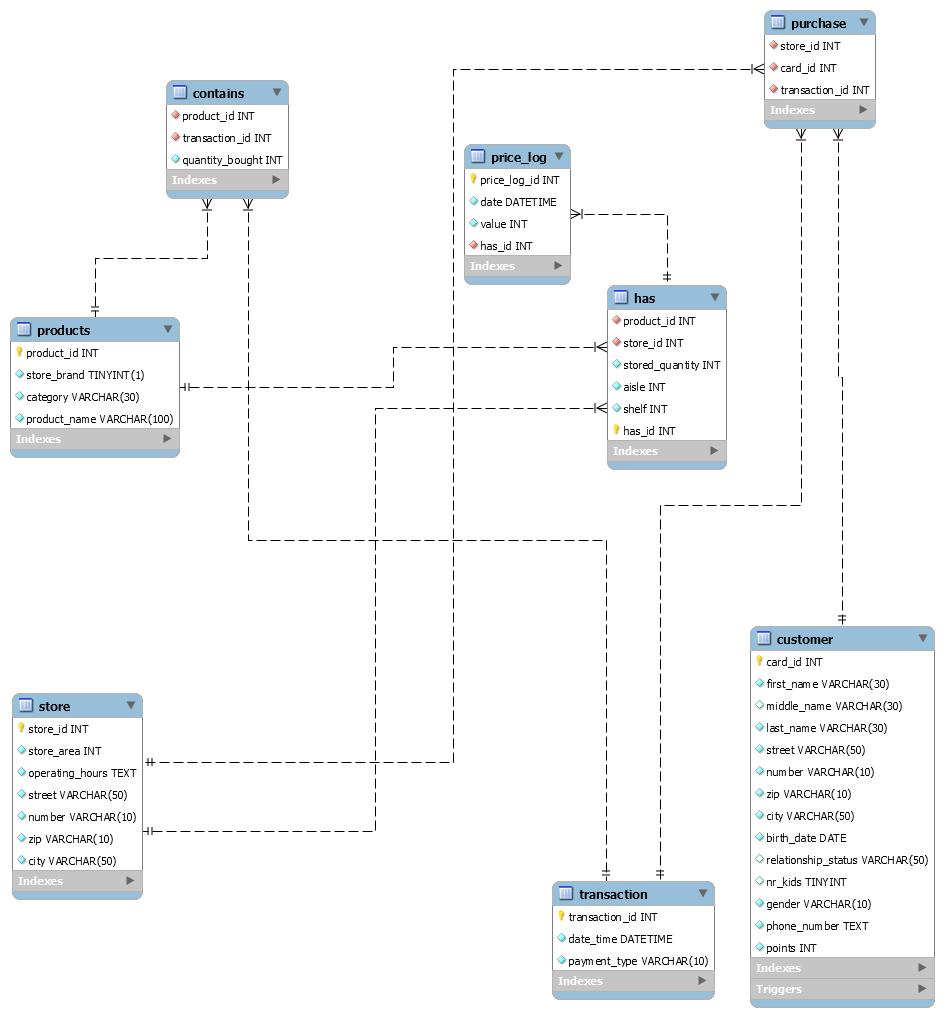 purchase
store_id INT
card_id INT
transaction_id INT
Indexes
contains
product_id INT
transaction_id INT
quantity_bought INT
Indexes
price_log
price_log_id INT
date DATETIME
value INT
has_id INT
Indexes
has
product_id INT
store_id INT
stored_quantity INT
aisle INT
shelf INT
has_id INT
Indexes
products
product_id INT
store_brand TINYINT(1)
category VARCHAR(30)
product_name VARCHAR(100)
Indexes
customer
card_id INT
first_name VARCHAR(30)
middle_name VARCHAR(30)
last_name VARCHAR(30)
street VARCHAR(50)
number VARCHAR(10)
zip VARCHAR(10)
city VARCHAR(50)
birth_date DATE
relationship_status VARCHAR(50)
nr_kids TINYINT
gender VARCHAR(10)
phone_number TEXT
points INT
Indexes
Triggers
store
store_id INT
store_area INT
operating_hours TEXT
street VARCHAR(50)
number VARCHAR(10)
zip VARCHAR(10)
city VARCHAR(50)
Indexes
transaction
transaction_id INT
date_time DATETIME
payment_type VARCHAR(10)
Indexes